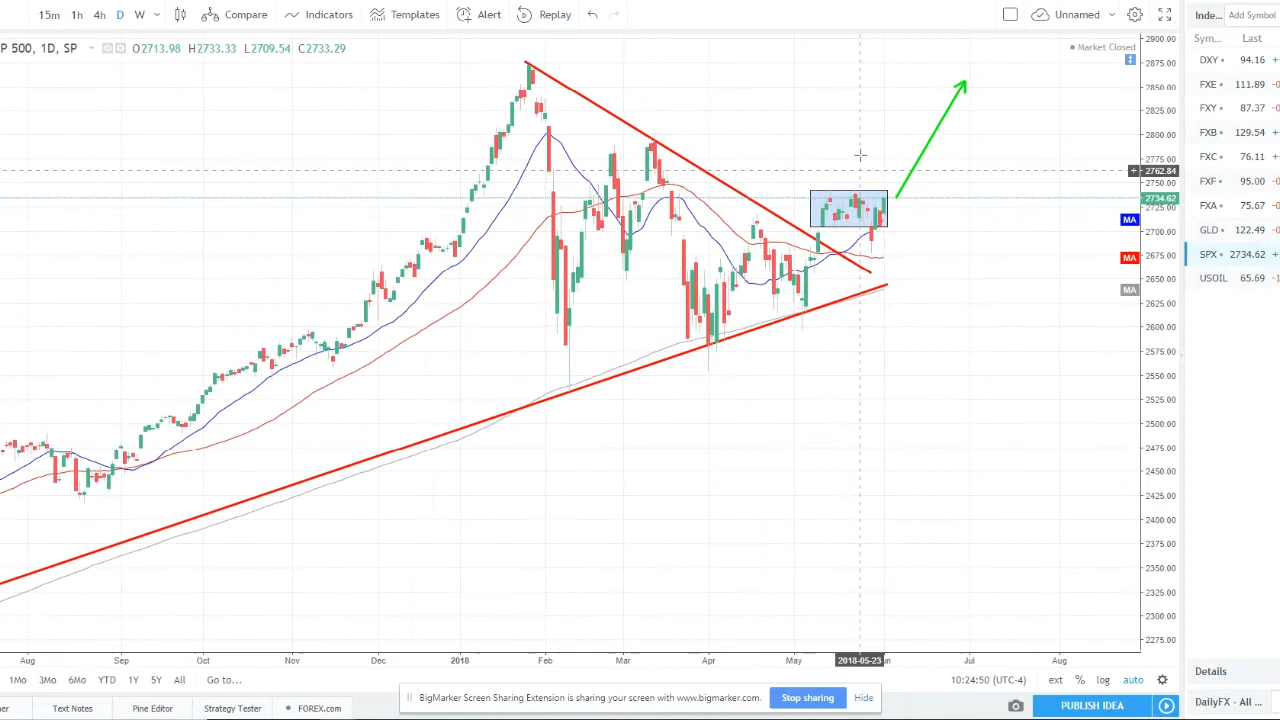 15m 1h 4h D W Compare Indicators Templates Alert Replay Unnamed
Inde... Add Symbol
P 500, 1D, SP O2713.98 H2733.33 L2709.54 C2733.29
Market Closed
Sym... Last
DXY 94.16 +
FXE 111.89 -0
FXY 87.37 -0
FXB 129.54 +
FXC 76.11 +
FXF 95.00 -0
FXA 75.67 -0
GLD 122.49 -0
SPX 2734.62 +
USOIL 65.69 -1
2900.00
2875.00
2850.00
2825.00
2800.00
2775.00
2762.84
2750.00
2734.62
2725.00
MA
2700.00
2675.00
MA
2650.00
MA
2625.00
2600.00
2575.00
2550.00
2525.00
2500.00
2475.00
2450.00
2425.00
2400.00
2375.00
2350.00
2325.00
2300.00
2275.00
Aug Sep Oct Nov Dec 2018 Feb Mar Apr May 2018-05-23 un Jul Aug
1Mo 3Mo 6Mo YTD 1Y 5Y All Go to... 10:24:50 (UTC-4) ext % log auto
Details
BigMarker Screen Sharing Extension is sharing your screen with www.bigmarker.com. Stop sharing Hide
ner Text Notes Pine Editor Strategy Tester FOREX.com PUBLISH IDEA
DailyFX - All ...